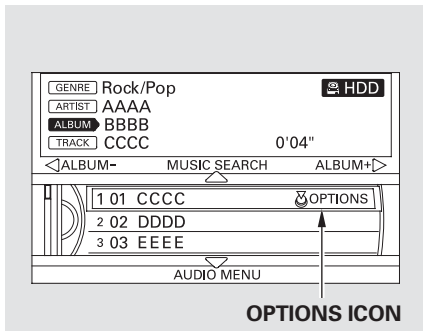 GENRE Rock/Pop HDD
ARTIST AAAA
ALBUM BBBB
TRACK CCCC 0'04"
ALBUM- MUSIC SEARCH ALBUM+
1 01 CCCC OPTIONS
2 02 DDDD
3 03 EEEE
AUDIO MENU
OPTIONS ICON